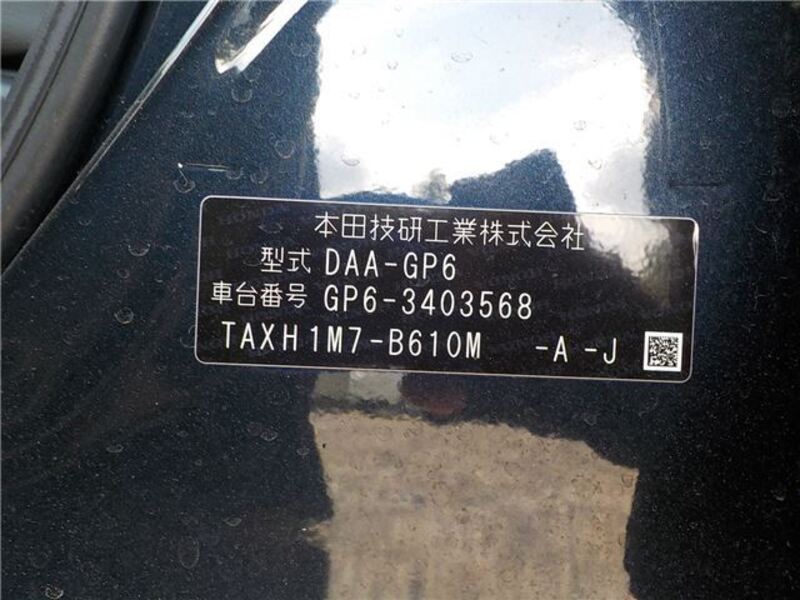 本田技研工業株式会社
型式 DAA-GP6
車台番号 GP6-3403568
TAXH1M7-B610M -A -J